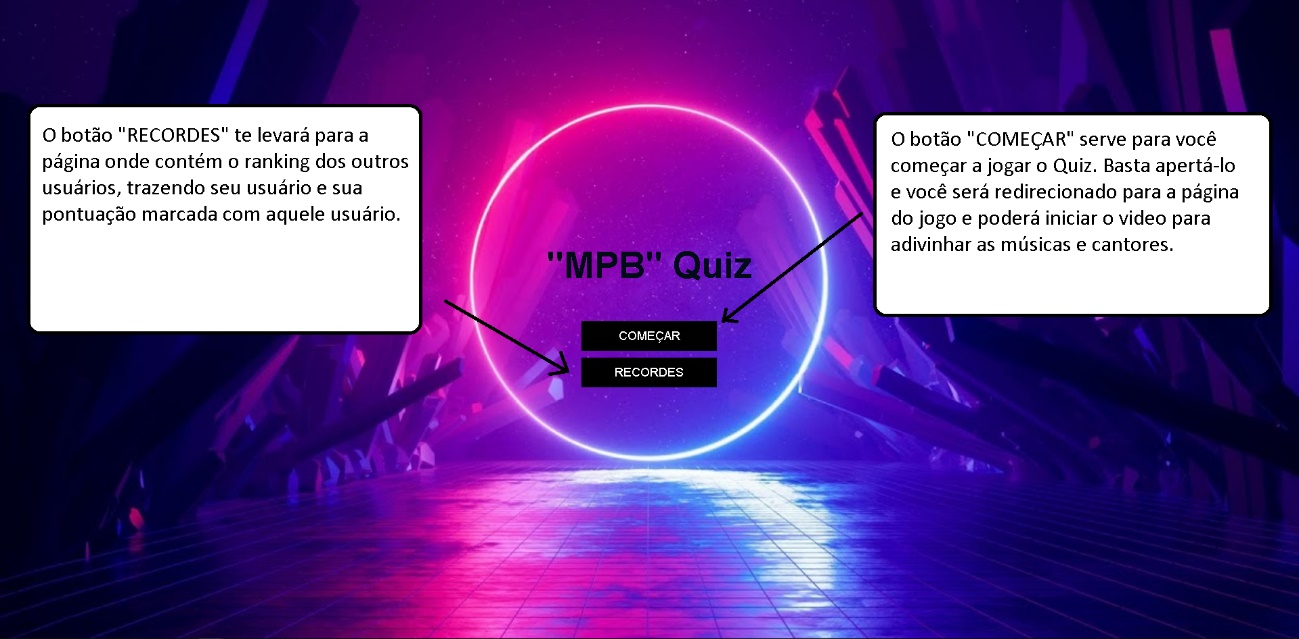 O botão "RECORDES" te levará para a
página onde contém o ranking dos outros
usuários, trazendo seu usuário e sua
pontuação marcada com aquele usuário.
O botão "COMEÇAR" serve para você
começar a jogar o Quiz. Basta apertá-lo
e você será redirecionado para a página
do jogo e poderá iniciar o video para
adivinhar as músicas e cantores.
"MPB" Quiz
COMEÇAR
RECORDES